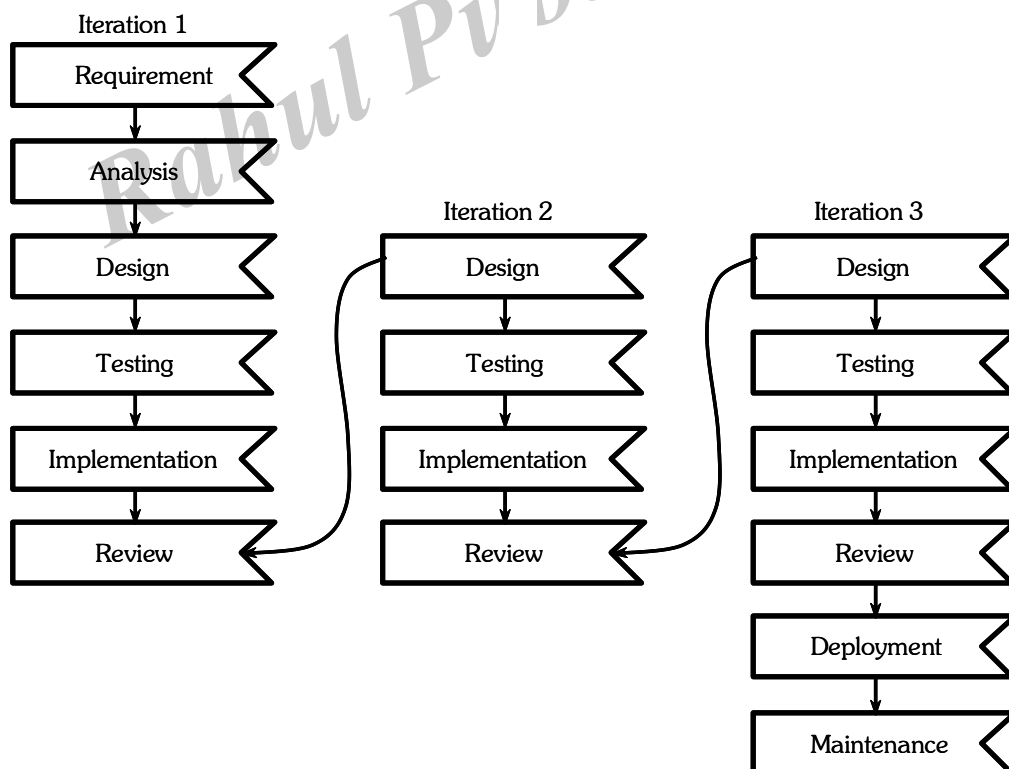 Iteration 1
Requirement
Analysis
Design
Testing
Implementation
Review
Iteration 2
Design
Testing
Implementation
Review
Iteration 3
Design
Testing
Implementation
Review
Deployment
Maintenance
Rahul